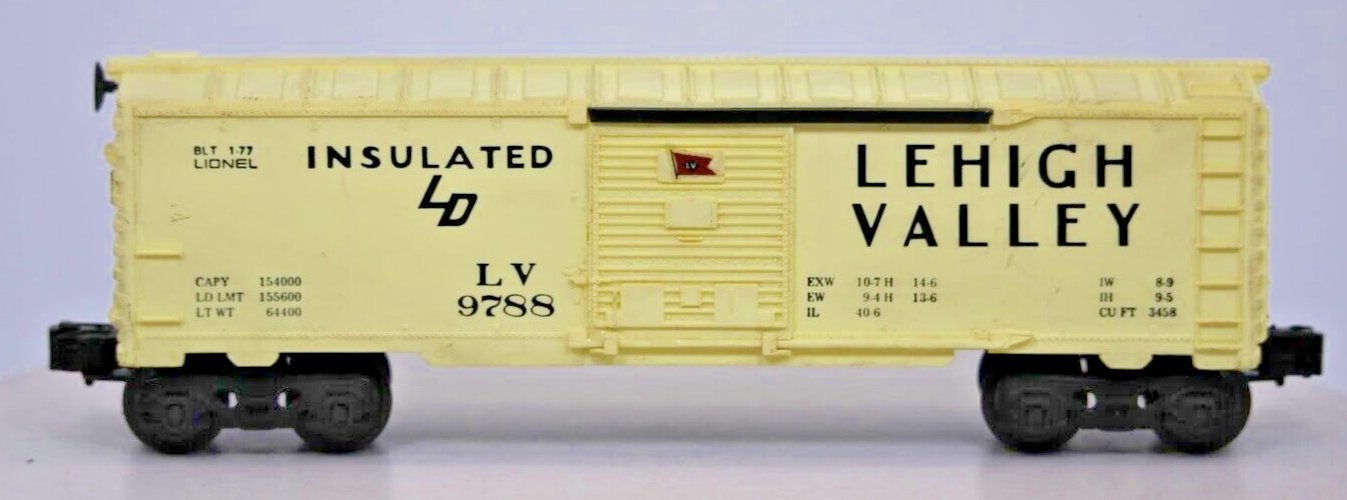 BLT 1-77
LIONEL
INSULATED
LD
CAPY 154000
LD LMT 155600
LT WT 64400
LV
9788
LV
LEHIGH
VALLEY
EXW 10-7 H 14-6
EW 9-4 H 13-6
IL 40-6
IW 8-9
IH 9-5
CU FT 3458